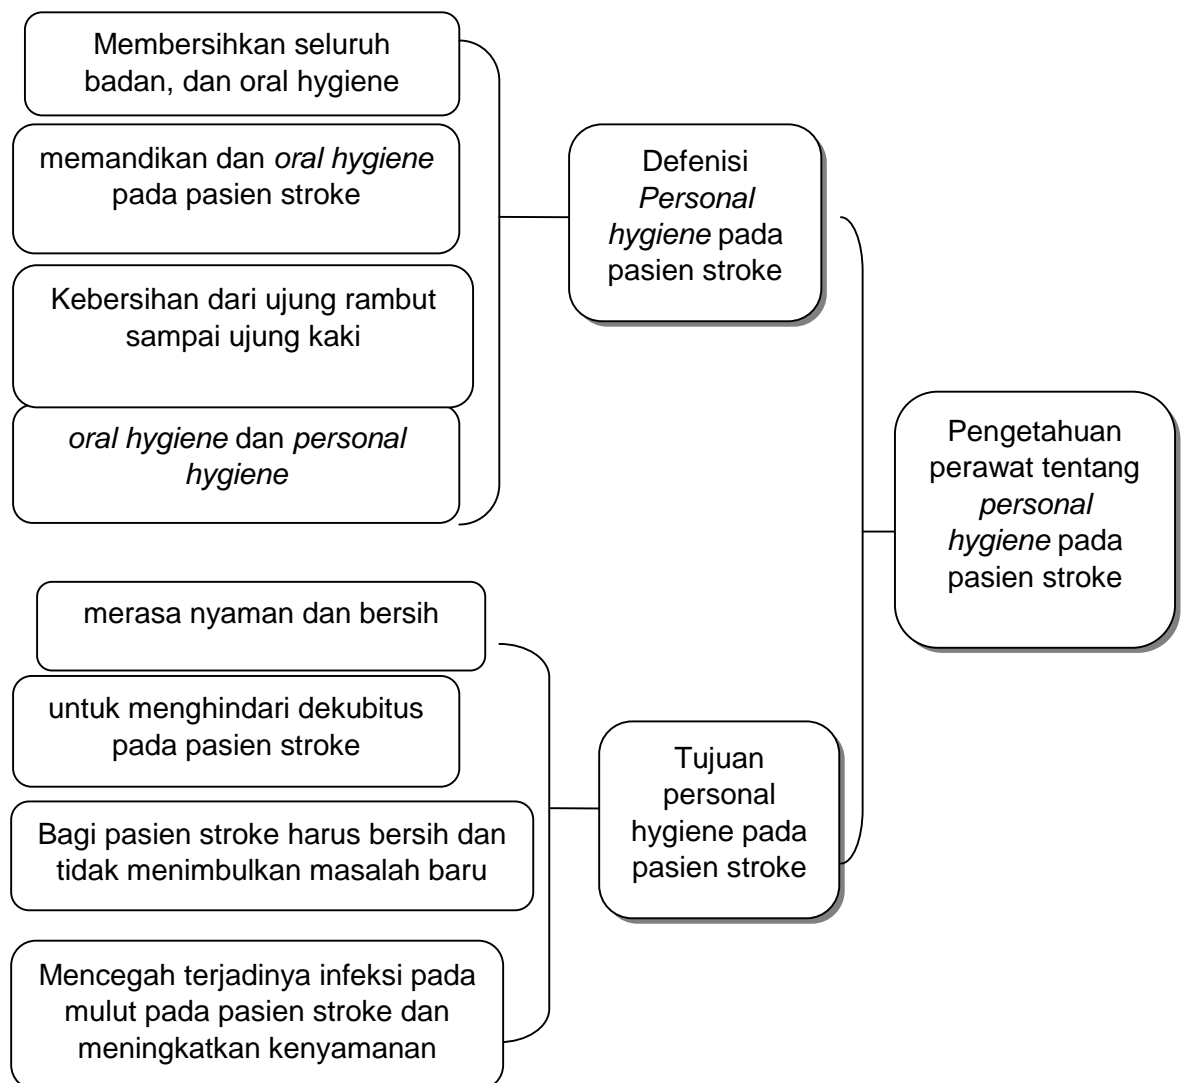 Membersihkan seluruh
badan, dan oral hygiene
memandikan dan oral hygiene
pada pasien stroke
Kebersihan dari ujung rambut
sampai ujung kaki
oral hygiene dan personal
hygiene
Defenisi
Personal
hygiene pada
pasien stroke
merasa nyaman dan bersih
untuk menghindari dekubitus
pada pasien stroke
Bagi pasien stroke harus bersih dan
tidak menimbulkan masalah baru
Mencegah terjadinya infeksi pada
mulut pada pasien stroke dan
meningkatkan kenyamanan
Tujuan
personal
hygiene pada
pasien stroke
Pengetahuan
perawat tentang
personal
hygiene pada
pasien stroke